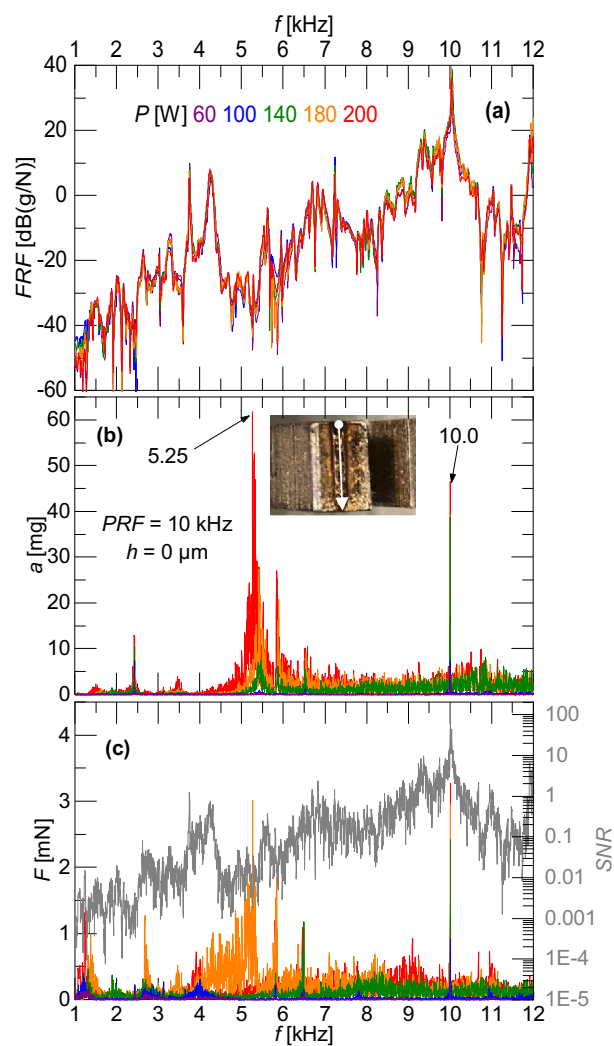 f [kHz]
1 2 3 4 5 6 7 8 9 10 11 12
40
20
0
-20
-40
-60
FRF [dB(g/N)]
P [W] 60 100 140 180 200
(a)
60
50
40
30
20
10
0
a [mg]
(b)
5.25
10.0
PRF = 10 kHz
h = 0 µm
4
3
2
1
0
F [mN]
(c)
100
10
1
0.1
0.01
0.001
1E-4
1E-5
SNR
1 2 3 4 5 6 7 8 9 10 11 12
f [kHz]